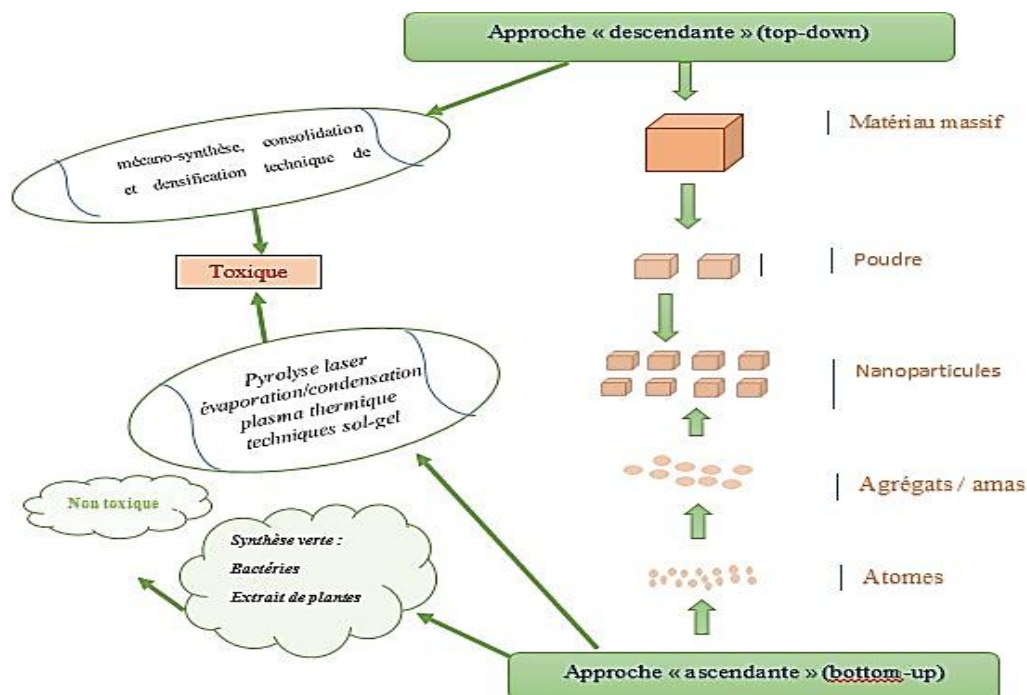 Approche « descendante » (top-down)
mécano-synthèse, consolidation
et densification technique de
Matériau massif
Toxique
Poudre
Pyrolyse laser
évaporation/condensation
plasma thermique
techniques sol-gel
Nanoparticules
Agrégats / amas
Non toxique
Synthèse verte :
Bactéries
Extrait de plantes
Atomes
Approche « ascendante » (bottom-up)